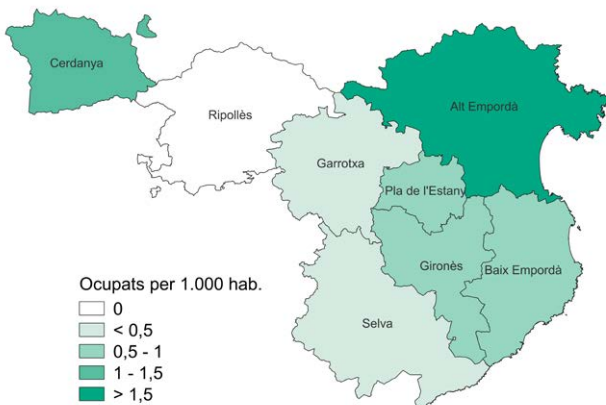 Cerdanya
Ripollès
Alt Empordà
Garrotxa
Pla de l'Estany
Gironès
Baix Empordà
Selva
Ocupats per 1.000 hab.
0
< 0,5
0,5 - 1
1 - 1,5
> 1,5